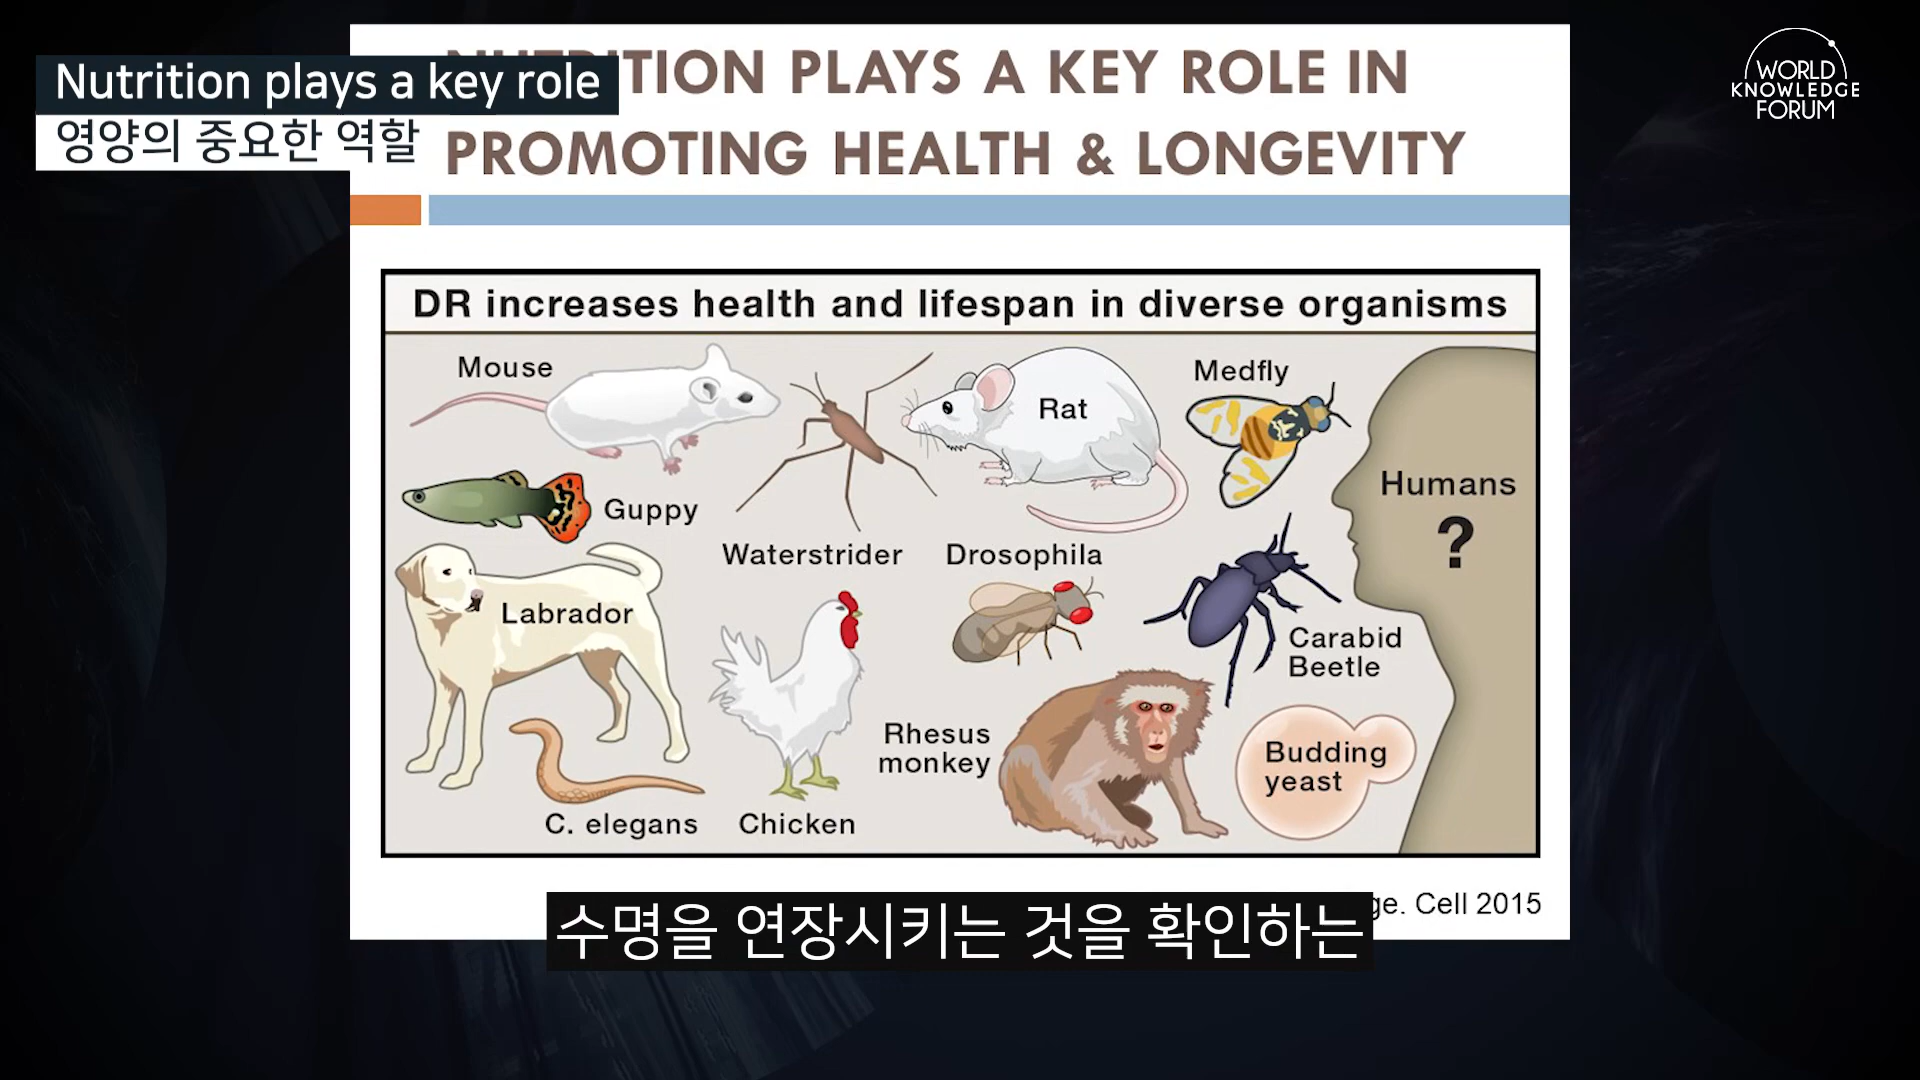 Nutrition plays a key role
영양의 중요한 역할
TION PLAYS A KEY ROLE IN
PROMOTING HEALTH & LONGEVITY
WORLD
KNOWLEDGE
FORUM
DR increases health and lifespan in diverse organisms
Mouse
Rat
Medfly
Humans
?
Guppy
Waterstrider
Drosophila
Labrador
Carabid
Beetle
Rhesus
monkey
Budding
yeast
C. elegans
Chicken
Cell 2015
수명을 연장시키는 것을 확인하는